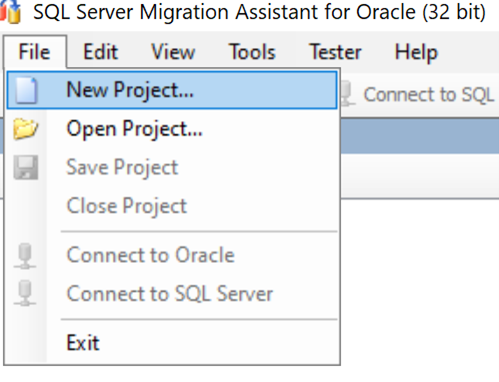 SQL Server Migration Assistant for Oracle (32 bit)
File Edit View Tools Tester Help
New Project...
Connect to SQL
Open Project...
Save Project
Close Project
Connect to Oracle
Connect to SQL Server
Exit